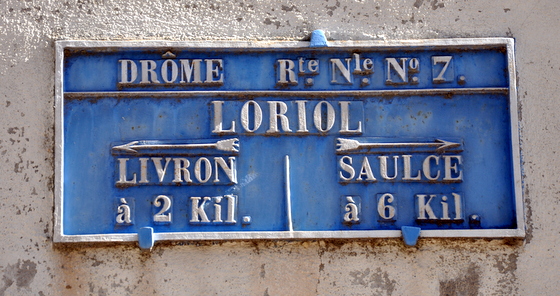 DRÔME Rte Nle No 7.
LORIOL
LIVRON SAULCE
à 2 Kil. à 6 Kil.